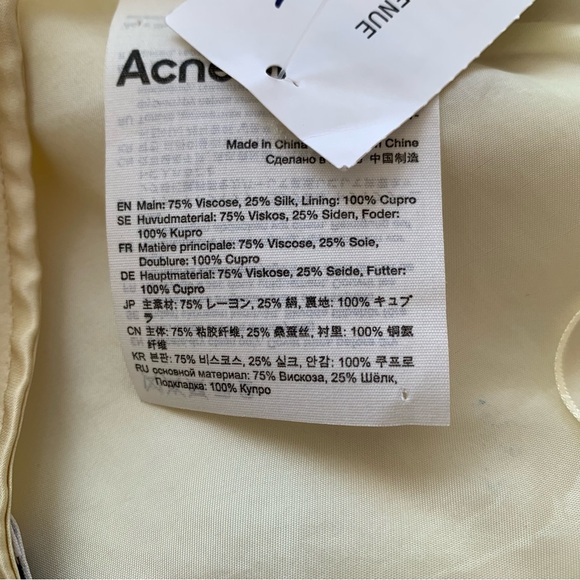 ENUE
Acne
Made in China
n Chine
Сделано в
中国制造
EN Main: 75% Viscose, 25% Silk, Lining: 100% Cupro
SE Huvudmaterial: 75% Viskos, 25% Siden, Foder:
100% Kupro
FR Matière principale: 75% Viscose, 25% Soie,
Doublure: 100% Cupro
DE Hauptmaterial: 75% Viskose, 25% Seide, Futter:
100% Cupro
JP 主素材: 75% レーヨン, 25% 絹, 裏地: 100% キュプ
ラ
CN 主体: 75% 粘胶纤维, 25% 桑蚕丝, 衬里: 100% 铜氨
纤维
KR 본판: 75% 비스코스, 25% 실크, 안감: 100% 쿠프로
RU основной материал: 75% Вискоза, 25% Шёлк,
Подкладка: 100% Купро